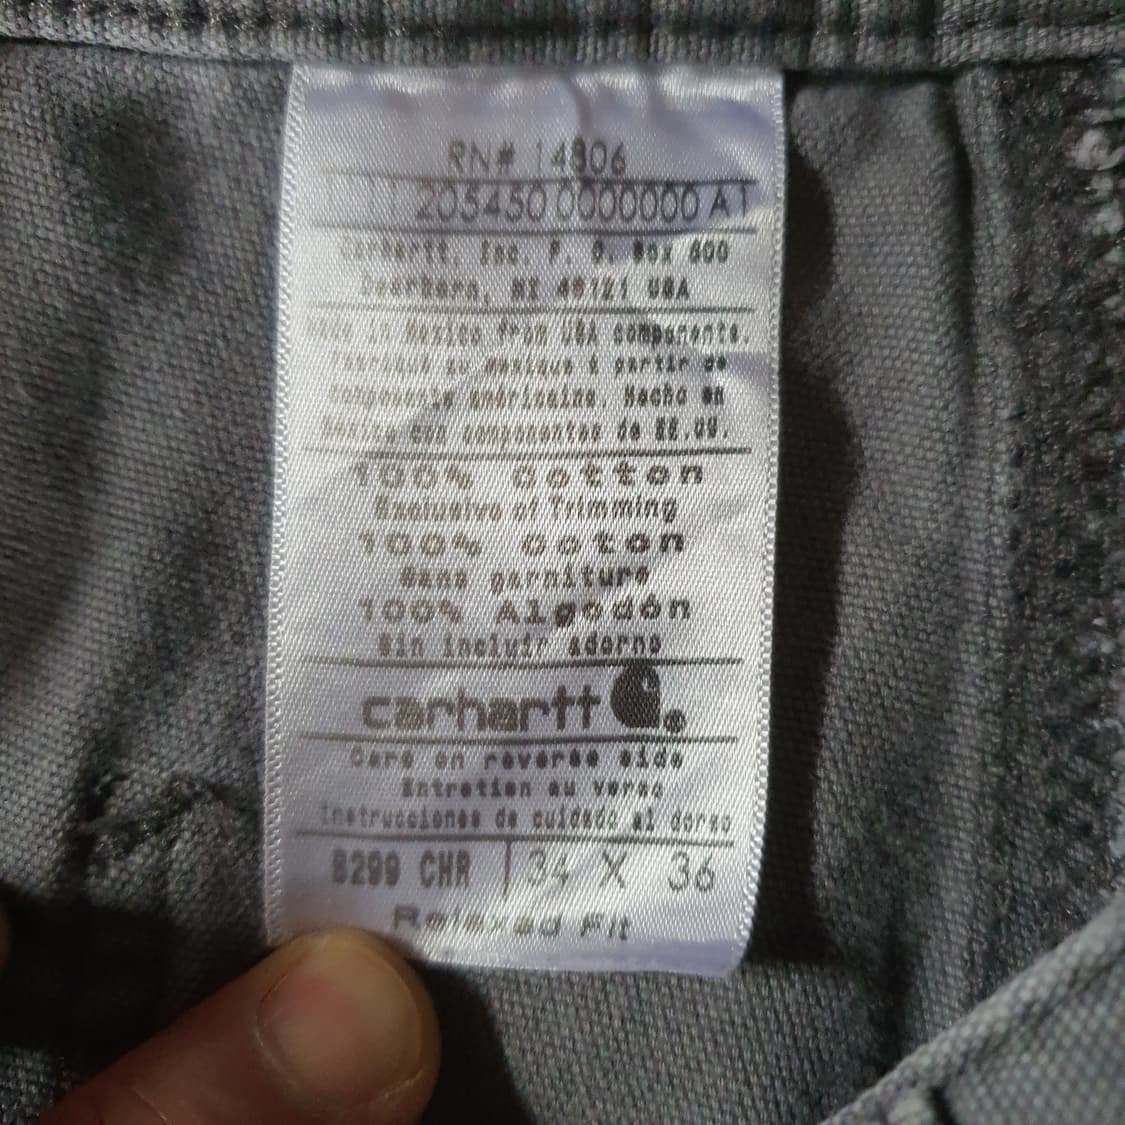 RN# 14806
205450 0000000 A1
Carhartt, Inc. P. O. Box 600
Dearborn, MI 48121 USA
Made in Mexico from USA components.
Fabriqué au Mexique à partir de
composants américains. Hecho en
Mexico con componentes de EE.UU.
100% Cotton
Exclusive of Trimming
100% Coton
Sans garniture
100% Algodón
Sin incluir adorno
carhartt ®
Care on reverse side
Entretien au verso
Instrucciones de cuidado al dorso
B299 CHR 34 X 36
Relaxed Fit